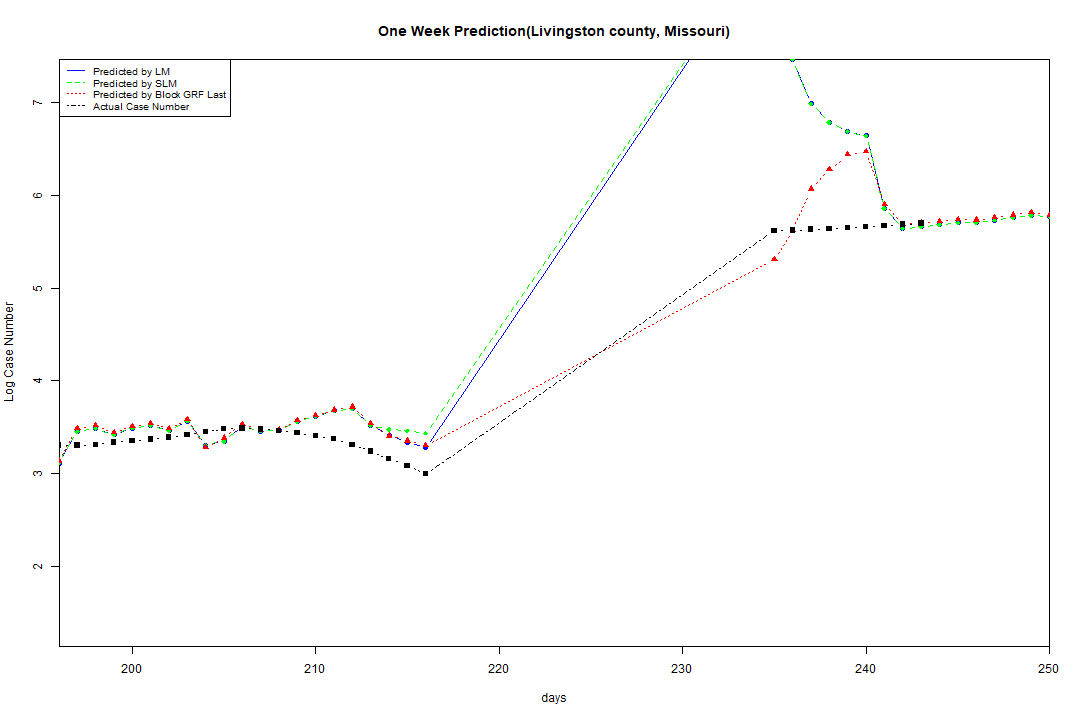 One Week Prediction(Livingston county, Missouri)
Predicted by LM
Predicted by SLM
Predicted by Block GRF Last
Actual Case Number
7
6
5
4
3
2
Log Case Number
200 210 220 230 240 250
days